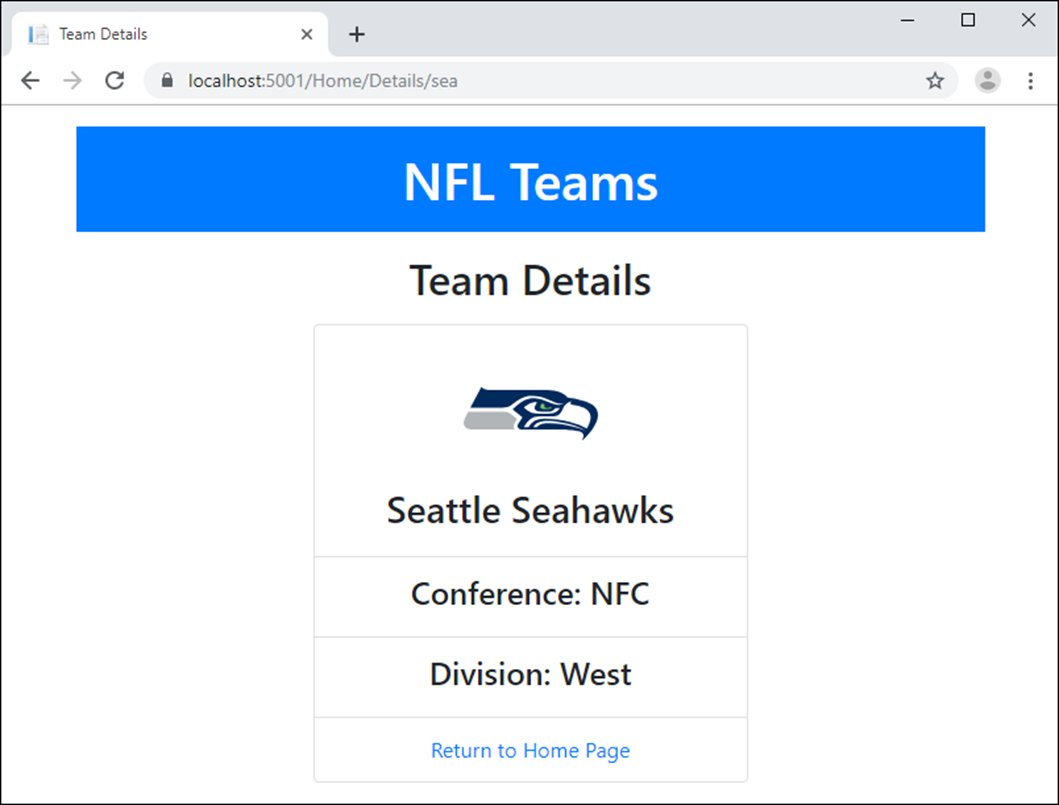 Team Details
localhost:5001/Home/Details/sea
NFL Teams
Team Details
Seattle Seahawks
Conference: NFC
Division: West
Return to Home Page